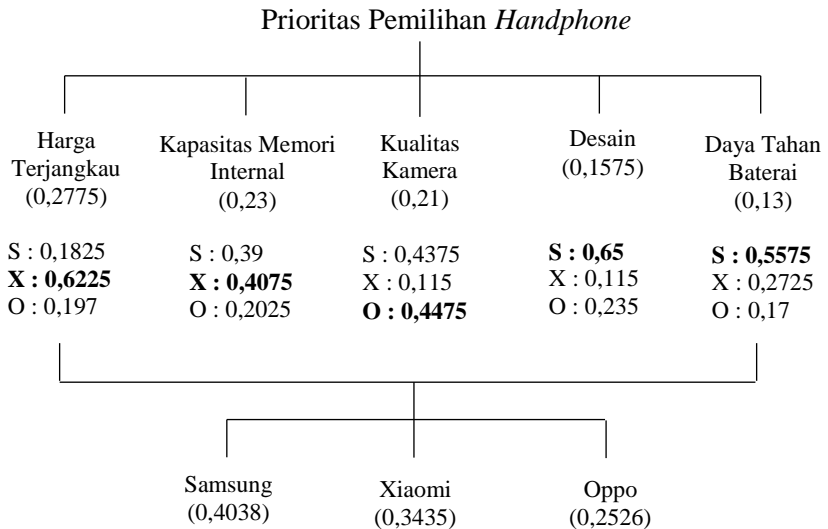 Prioritas Pemilihan Handphone
Harga
Terjangkau
(0,2775)
Kapasitas Memori
Internal
(0,23)
Kualitas
Kamera
(0,21)
Desain
(0,1575)
Daya Tahan
Baterai
(0,13)
S : 0,1825
X : 0,6225
O : 0,197
S : 0,39
X : 0,4075
O : 0,2025
S : 0,4375
X : 0,115
O : 0,4475
S : 0,65
X : 0,115
O : 0,235
S : 0,5575
X : 0,2725
O : 0,17
Samsung
(0,4038)
Xiaomi
(0,3435)
Oppo
(0,2526)